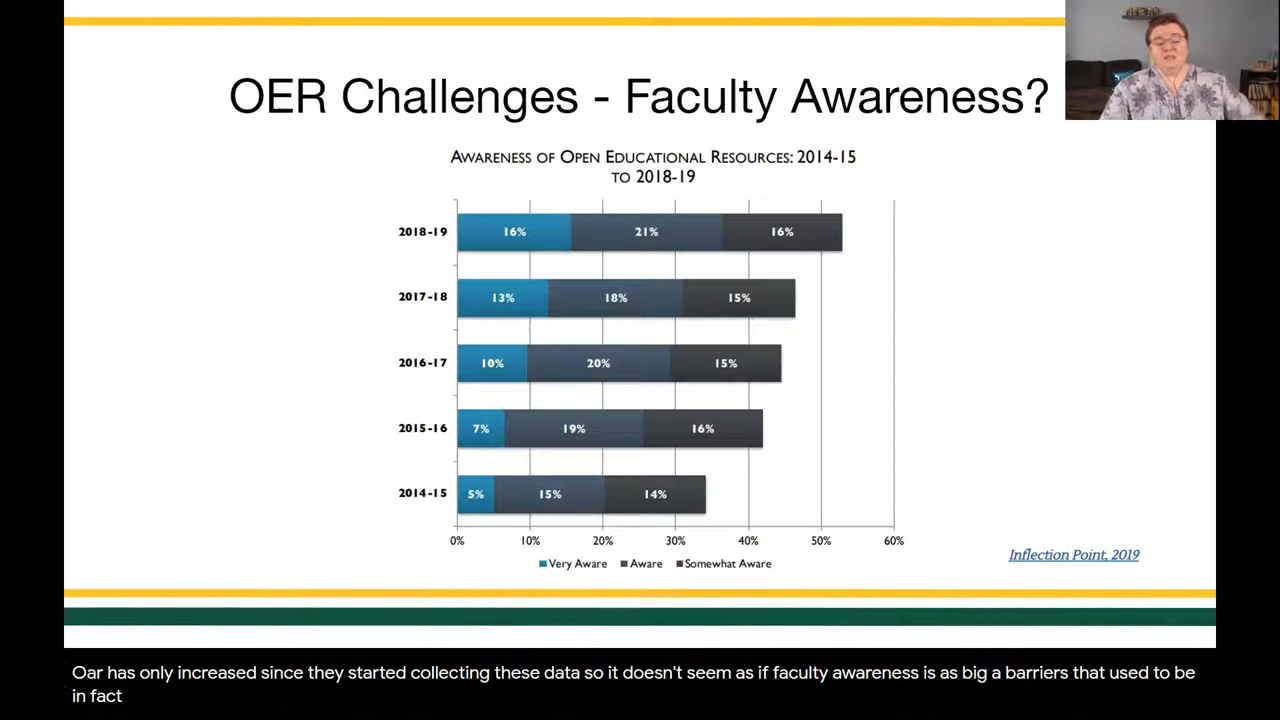 OER Challenges - Faculty Awareness?
AWARENESS OF OPEN EDUCATIONAL RESOURCES: 2014-15
TO 2018-19
2018-19 16% 21% 16%
2017-18 13% 18% 15%
2016-17 10% 20% 15%
2015-16 7% 19% 16%
2014-15 5% 15% 14%
0% 10% 20% 30% 40% 50% 60%
Very Aware Aware Somewhat Aware
Inflection Point, 2019
Oar has only increased since they started collecting these data so it doesn't seem as if faculty awareness is as big a barriers that used to be
in fact